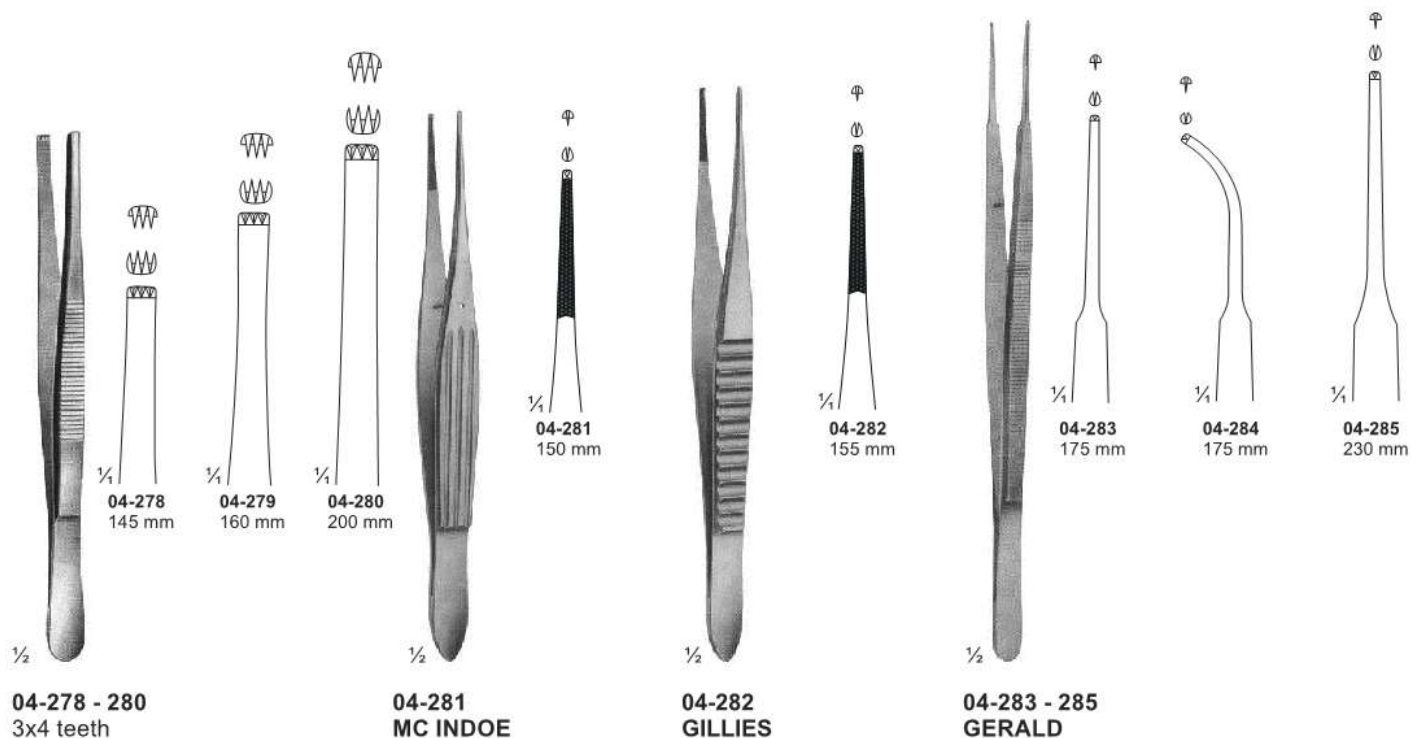 1/1
04-278
145 mm
1/1
04-279
160 mm
1/1
04-280
200 mm
1/1
04-281
150 mm
1/1
04-282
155 mm
1/1
04-283
175 mm
1/1
04-284
175 mm
1/1
04-285
230 mm
1/2
04-278 - 280
3x4 teeth
1/2
04-281
MC INDOE
1/2
04-282
GILLIES
1/2
04-283 - 285
GERALD